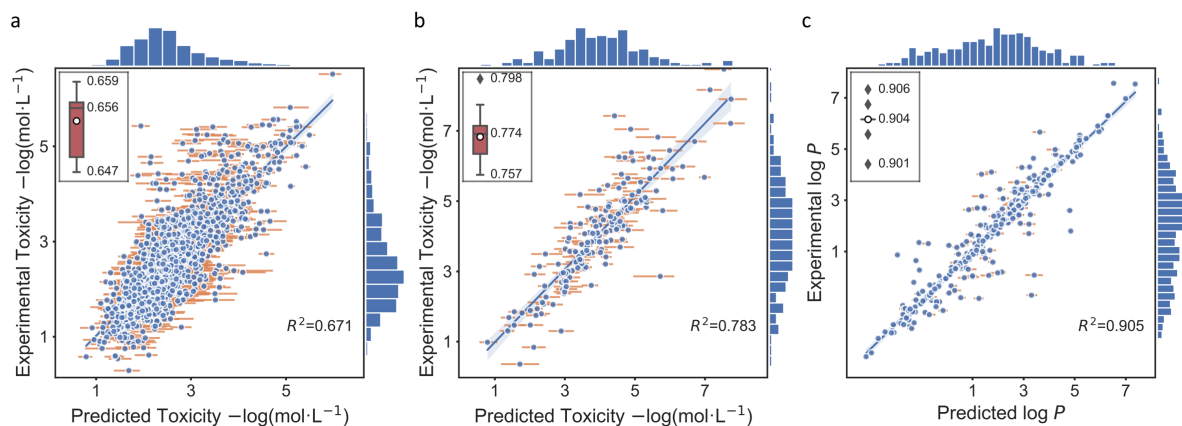 a
Experimental Toxicity −log(mol·L⁻¹)
5
3
1
0.659
0.656
0.647
R²=0.671
1 3 5
Predicted Toxicity −log(mol·L⁻¹)
b
Experimental Toxicity −log(mol·L⁻¹)
7
5
3
1
0.798
0.774
0.757
R²=0.783
1 3 5 7
Predicted Toxicity −log(mol·L⁻¹)
c
Experimental log P
7
5
3
1
0.906
0.904
0.901
R²=0.905
1 3 5 7
Predicted log P